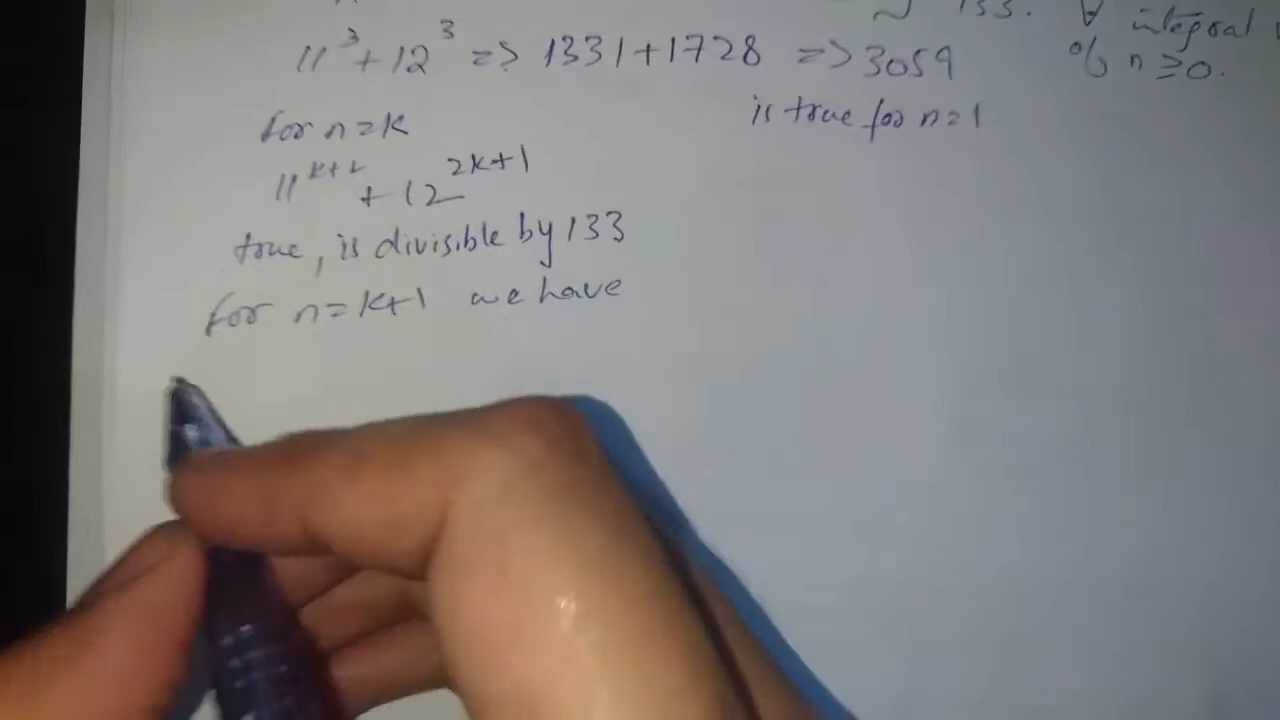 133. ∀
integral
11³ + 12³ => 1331 + 1728 => 3059
of n ≥ 0.
for n = k
is true for n = 1
11^{k+2} + 12^{2k+1}
true, is divisible by 133
for n = k+1 we have